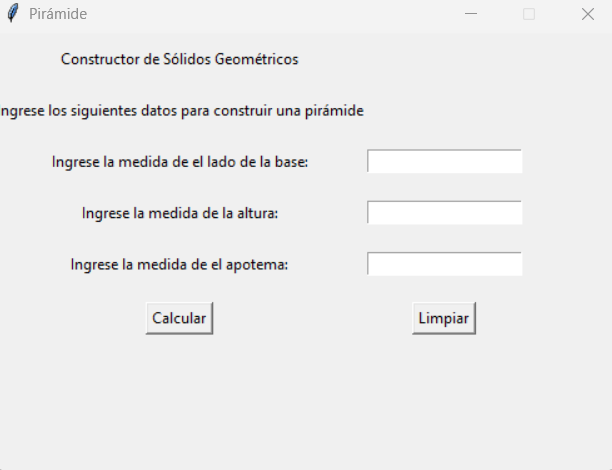 Pirámide
Constructor de Sólidos Geométricos
Ingrese los siguientes datos para construir una pirámide
Ingrese la medida de el lado de la base:
Ingrese la medida de la altura:
Ingrese la medida de el apotema:
Calcular Limpiar